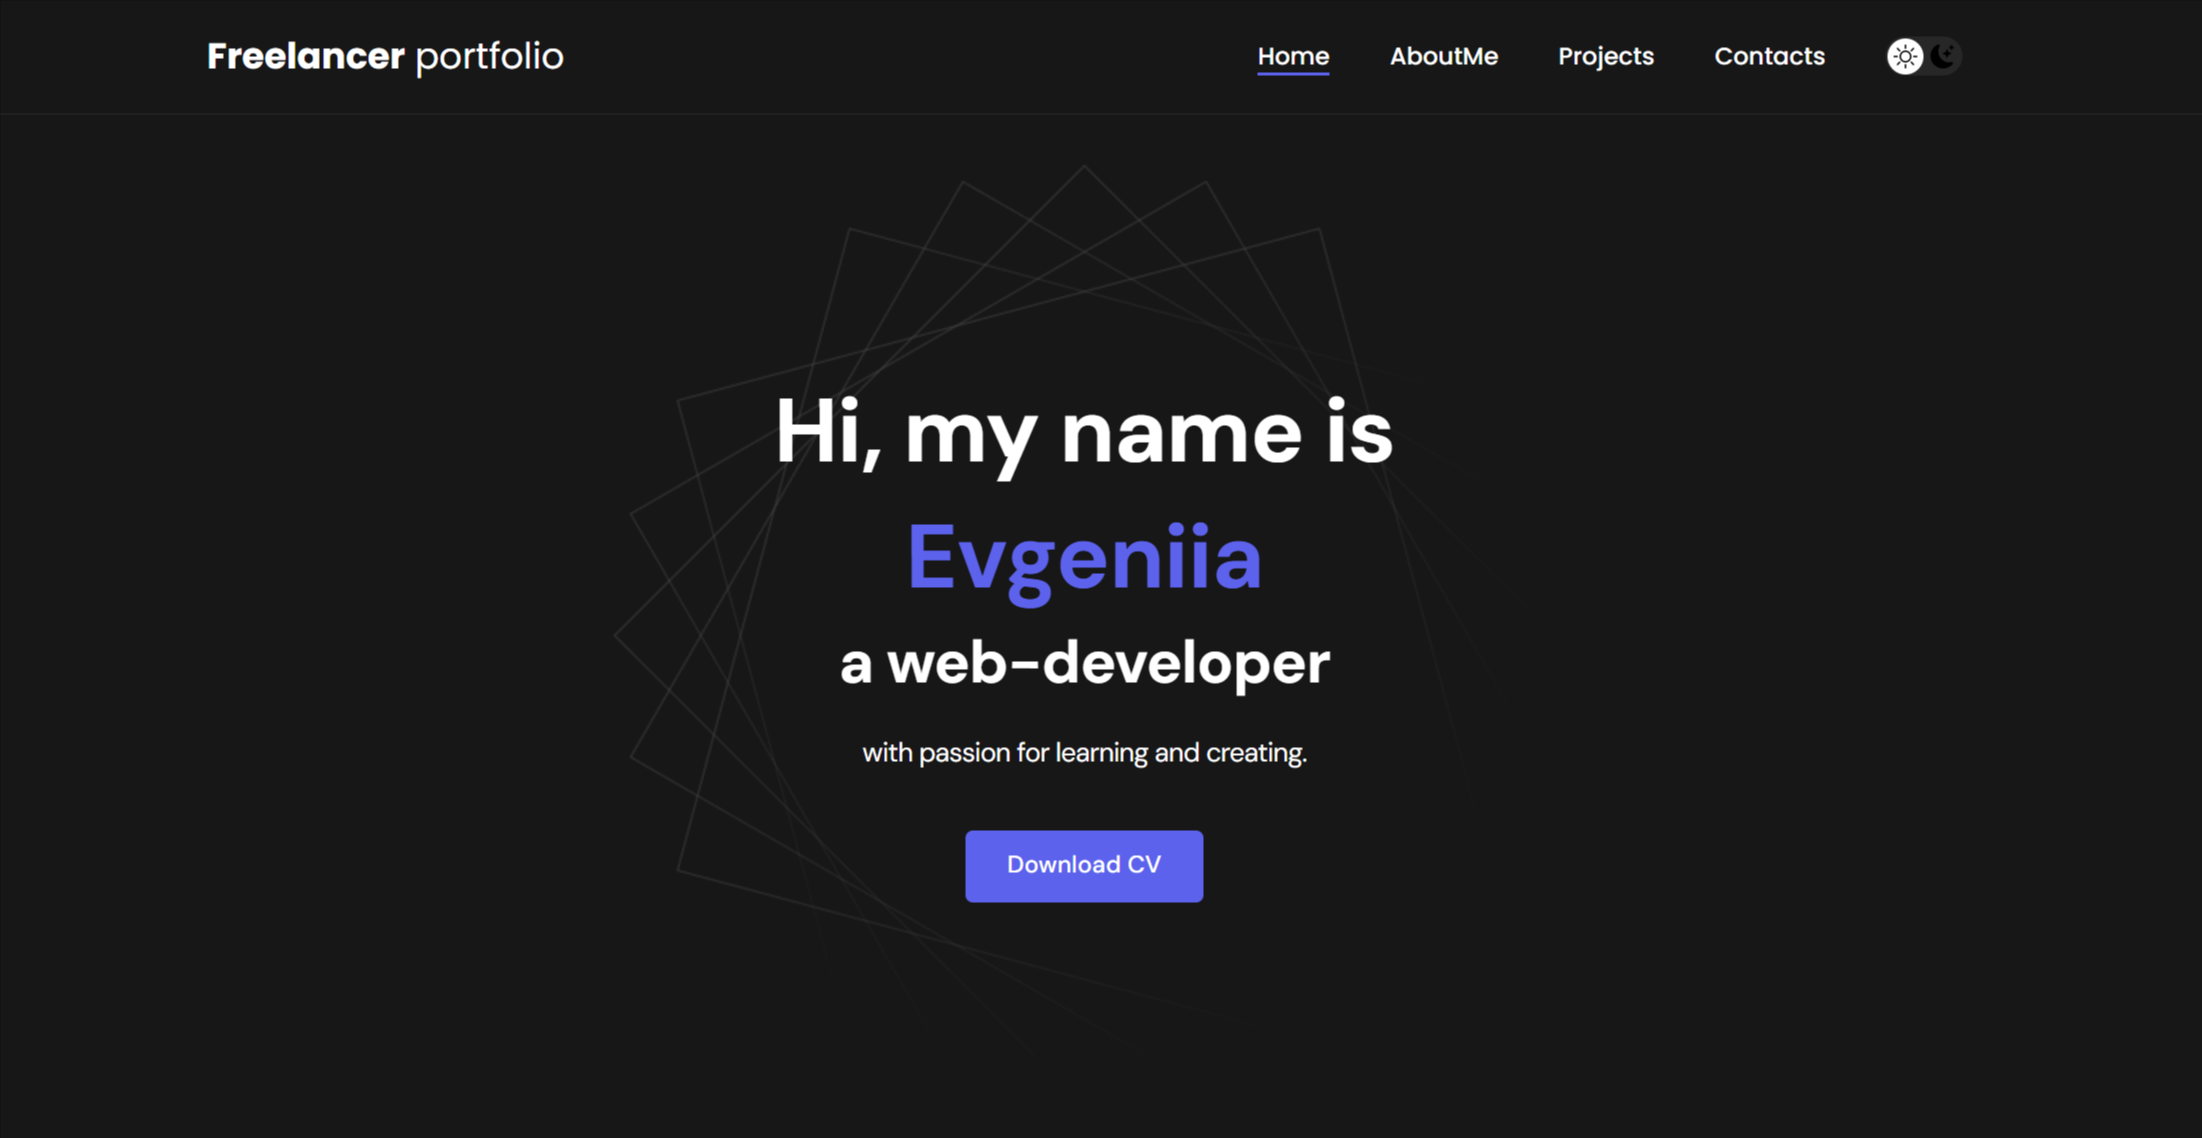 Freelancer portfolio
Home AboutMe Projects Contacts
Hi, my name is
Evgeniia
a web-developer
with passion for learning and creating.
Download CV